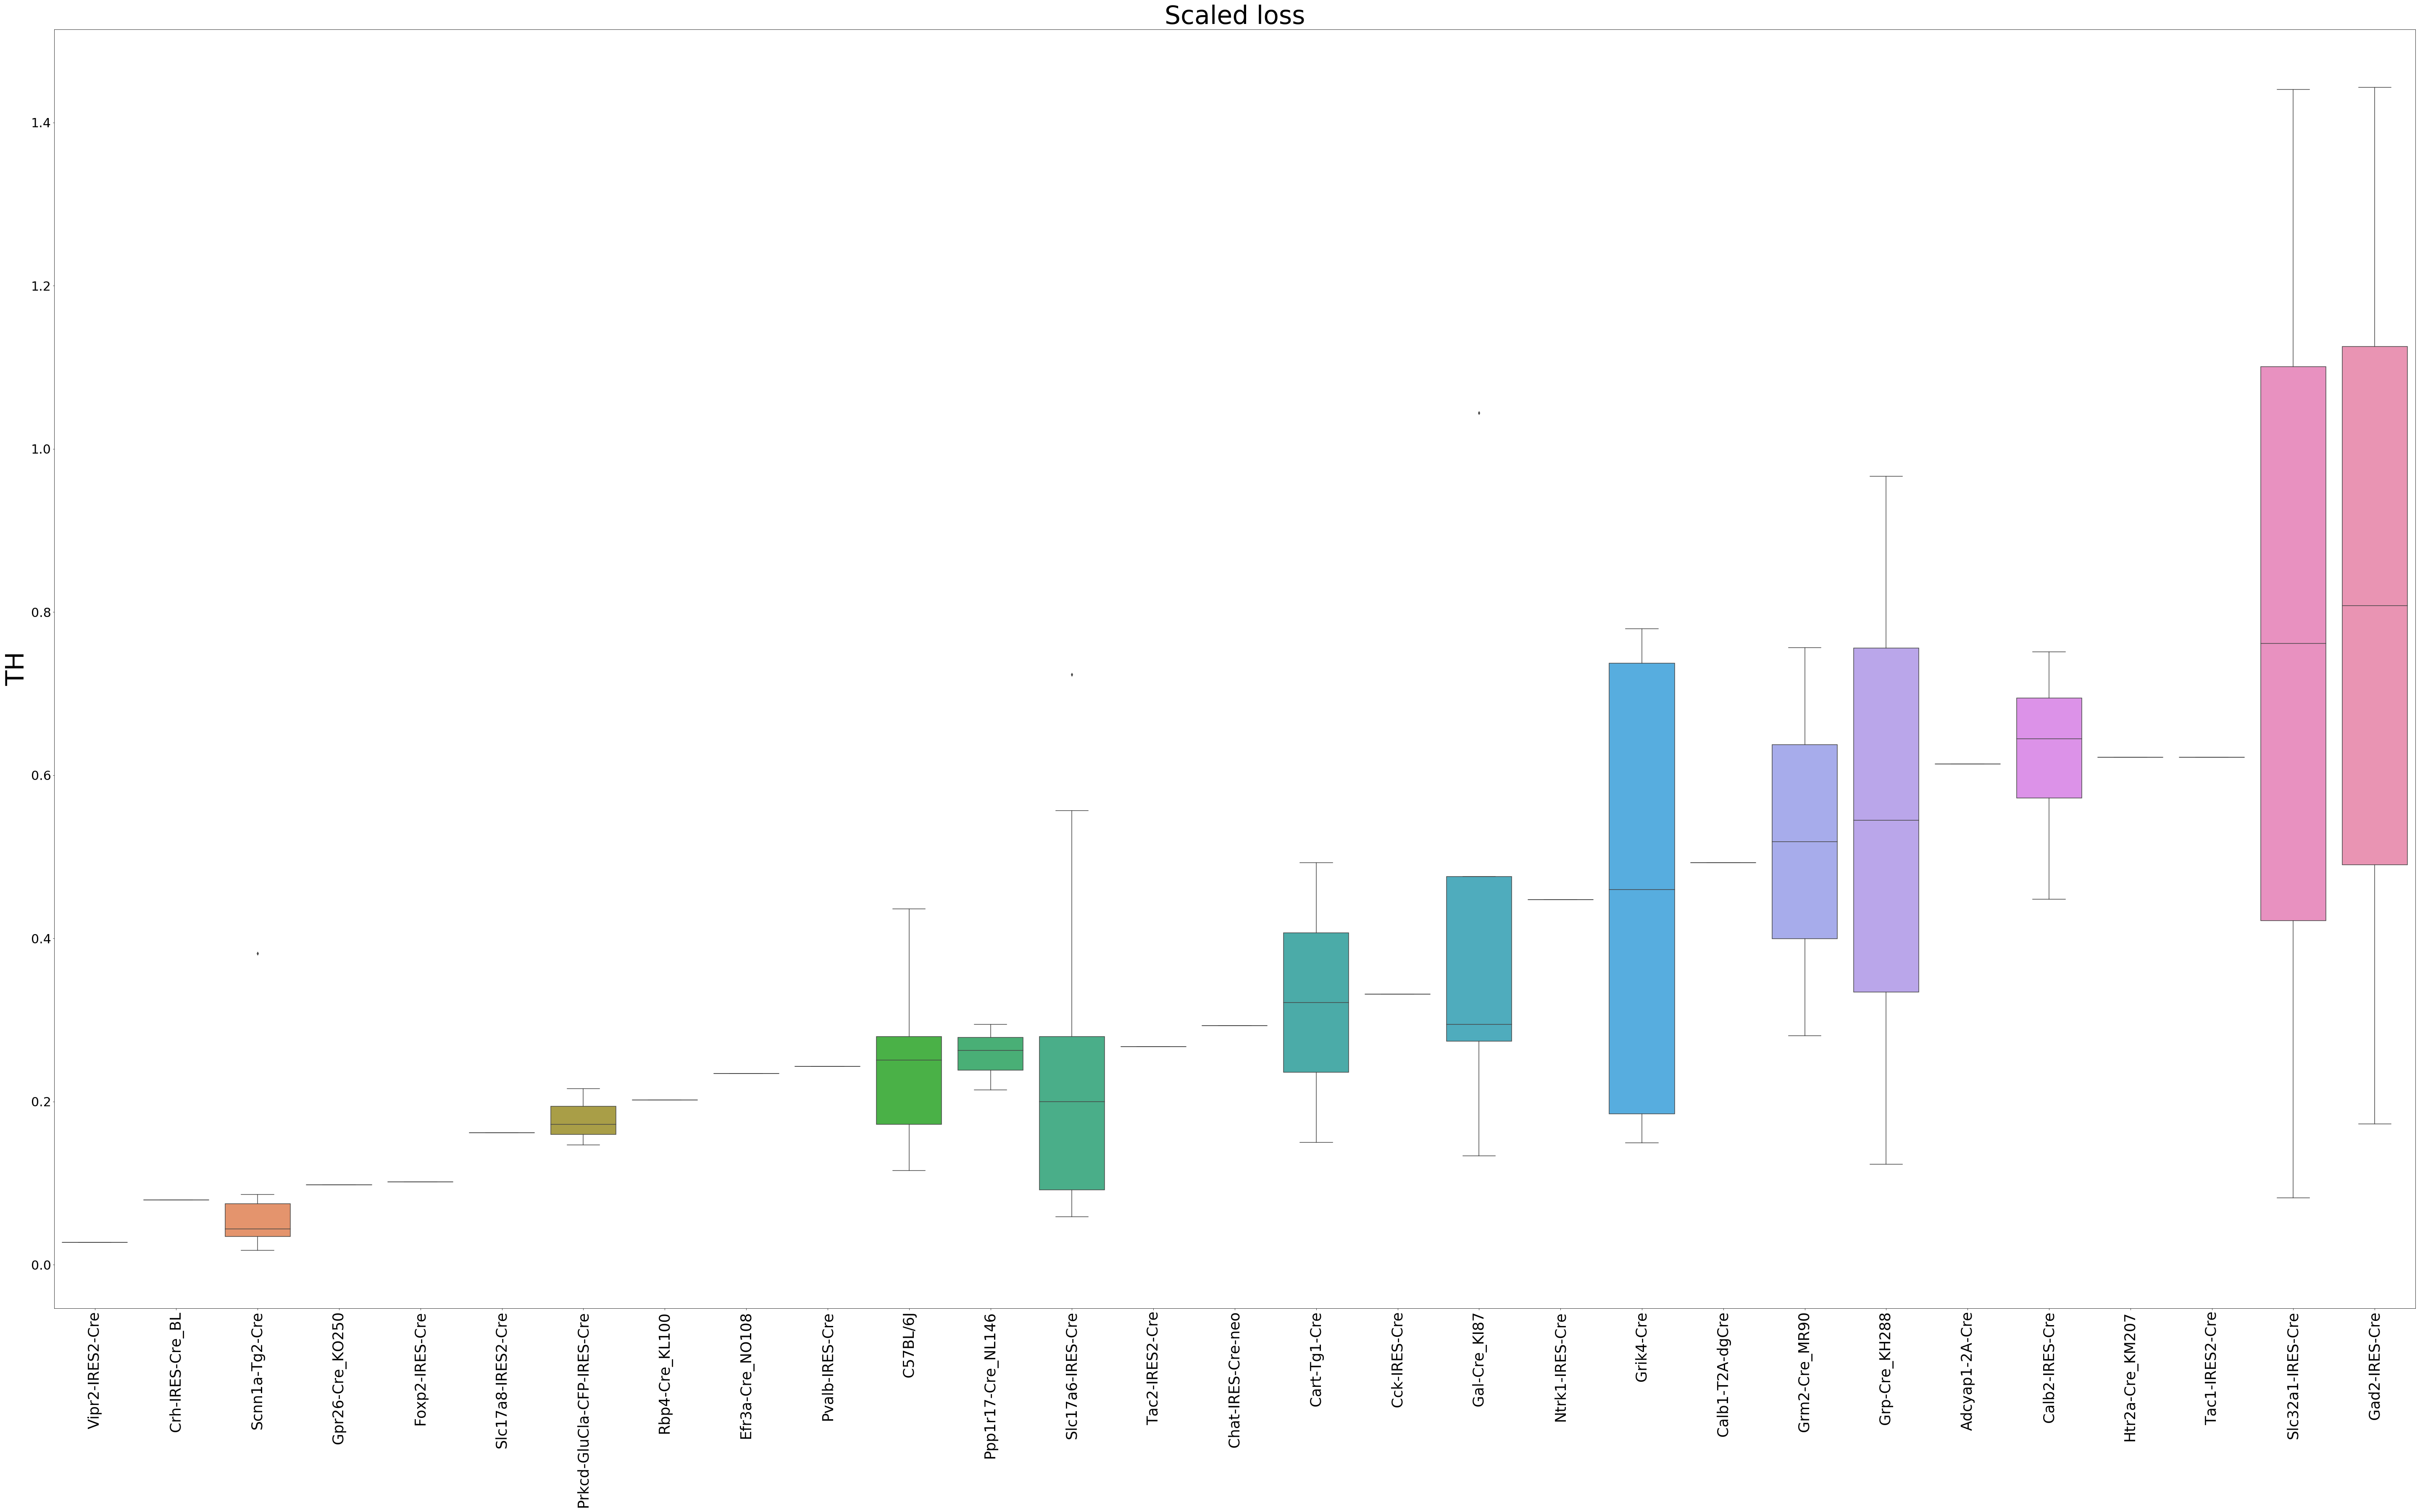 Scaled loss
TH
1.4
1.2
1.0
0.8
0.6
0.4
0.2
0.0
Vipr2-IRES2-Cre
Crh-IRES-Cre_BL
Scnn1a-Tg2-Cre
Gpr26-Cre_KO250
Foxp2-IRES-Cre
Slc17a8-IRES2-Cre
Prkcd-GluCla-CFP-IRES-Cre
Rbp4-Cre_KL100
Efr3a-Cre_NO108
Pvalb-IRES-Cre
C57BL/6J
Ppp1r17-Cre_NL146
Slc17a6-IRES-Cre
Tac2-IRES2-Cre
Chat-IRES-Cre-neo
Cart-Tg1-Cre
Cck-IRES-Cre
Gal-Cre_KI87
Ntrk1-IRES-Cre
Grik4-Cre
Calb1-T2A-dgCre
Grm2-Cre_MR90
Grp-Cre_KH288
Adcyap1-2A-Cre
Calb2-IRES-Cre
Htr2a-Cre_KM207
Tac1-IRES2-Cre
Slc32a1-IRES-Cre
Gad2-IRES-Cre